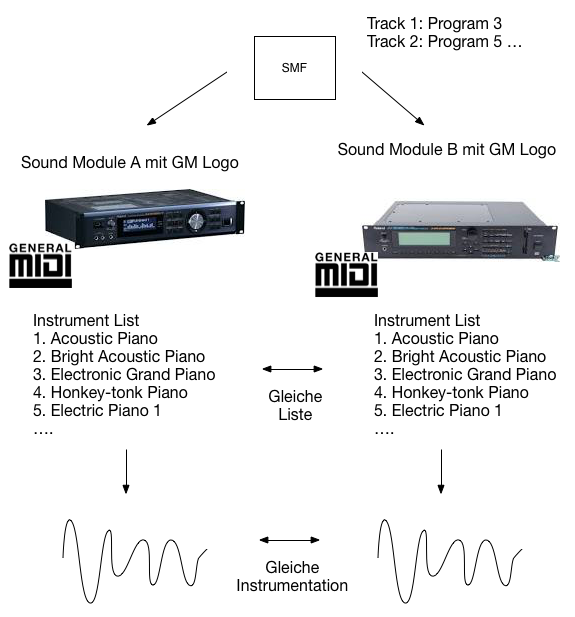 Track 1: Program 3
Track 2: Program 5 ...
SMF
Sound Module A mit GM Logo
Sound Module B mit GM Logo
GENERAL
MIDI
GENERAL
MIDI
Instrument List
1. Acoustic Piano
2. Bright Acoustic Piano
3. Electronic Grand Piano
4. Honkey-tonk Piano
5. Electric Piano 1
....
Gleiche
Liste
Instrument List
1. Acoustic Piano
2. Bright Acoustic Piano
3. Electronic Grand Piano
4. Honkey-tonk Piano
5. Electric Piano 1
....
Gleiche
Instrumentation